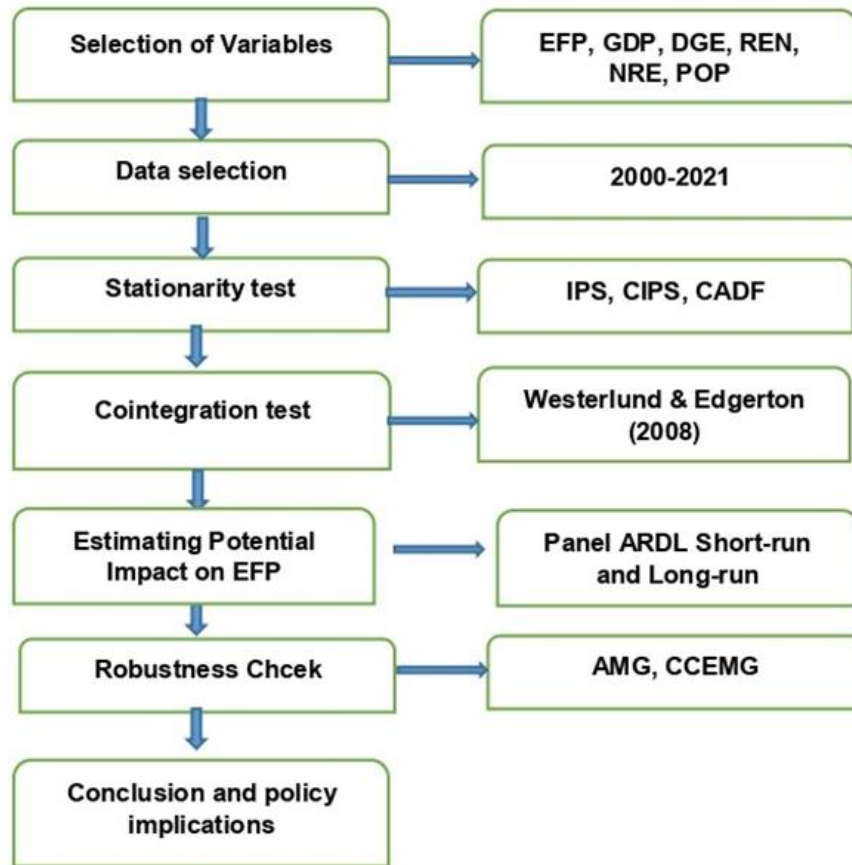 Selection of Variables
EFP, GDP, DGE, REN,
NRE, POP
Data selection
2000-2021
Stationarity test
IPS, CIPS, CADF
Cointegration test
Westerlund & Edgerton
(2008)
Estimating Potential
Impact on EFP
Panel ARDL Short-run
and Long-run
Robustness Chcek
AMG, CCEMG
Conclusion and policy
implications